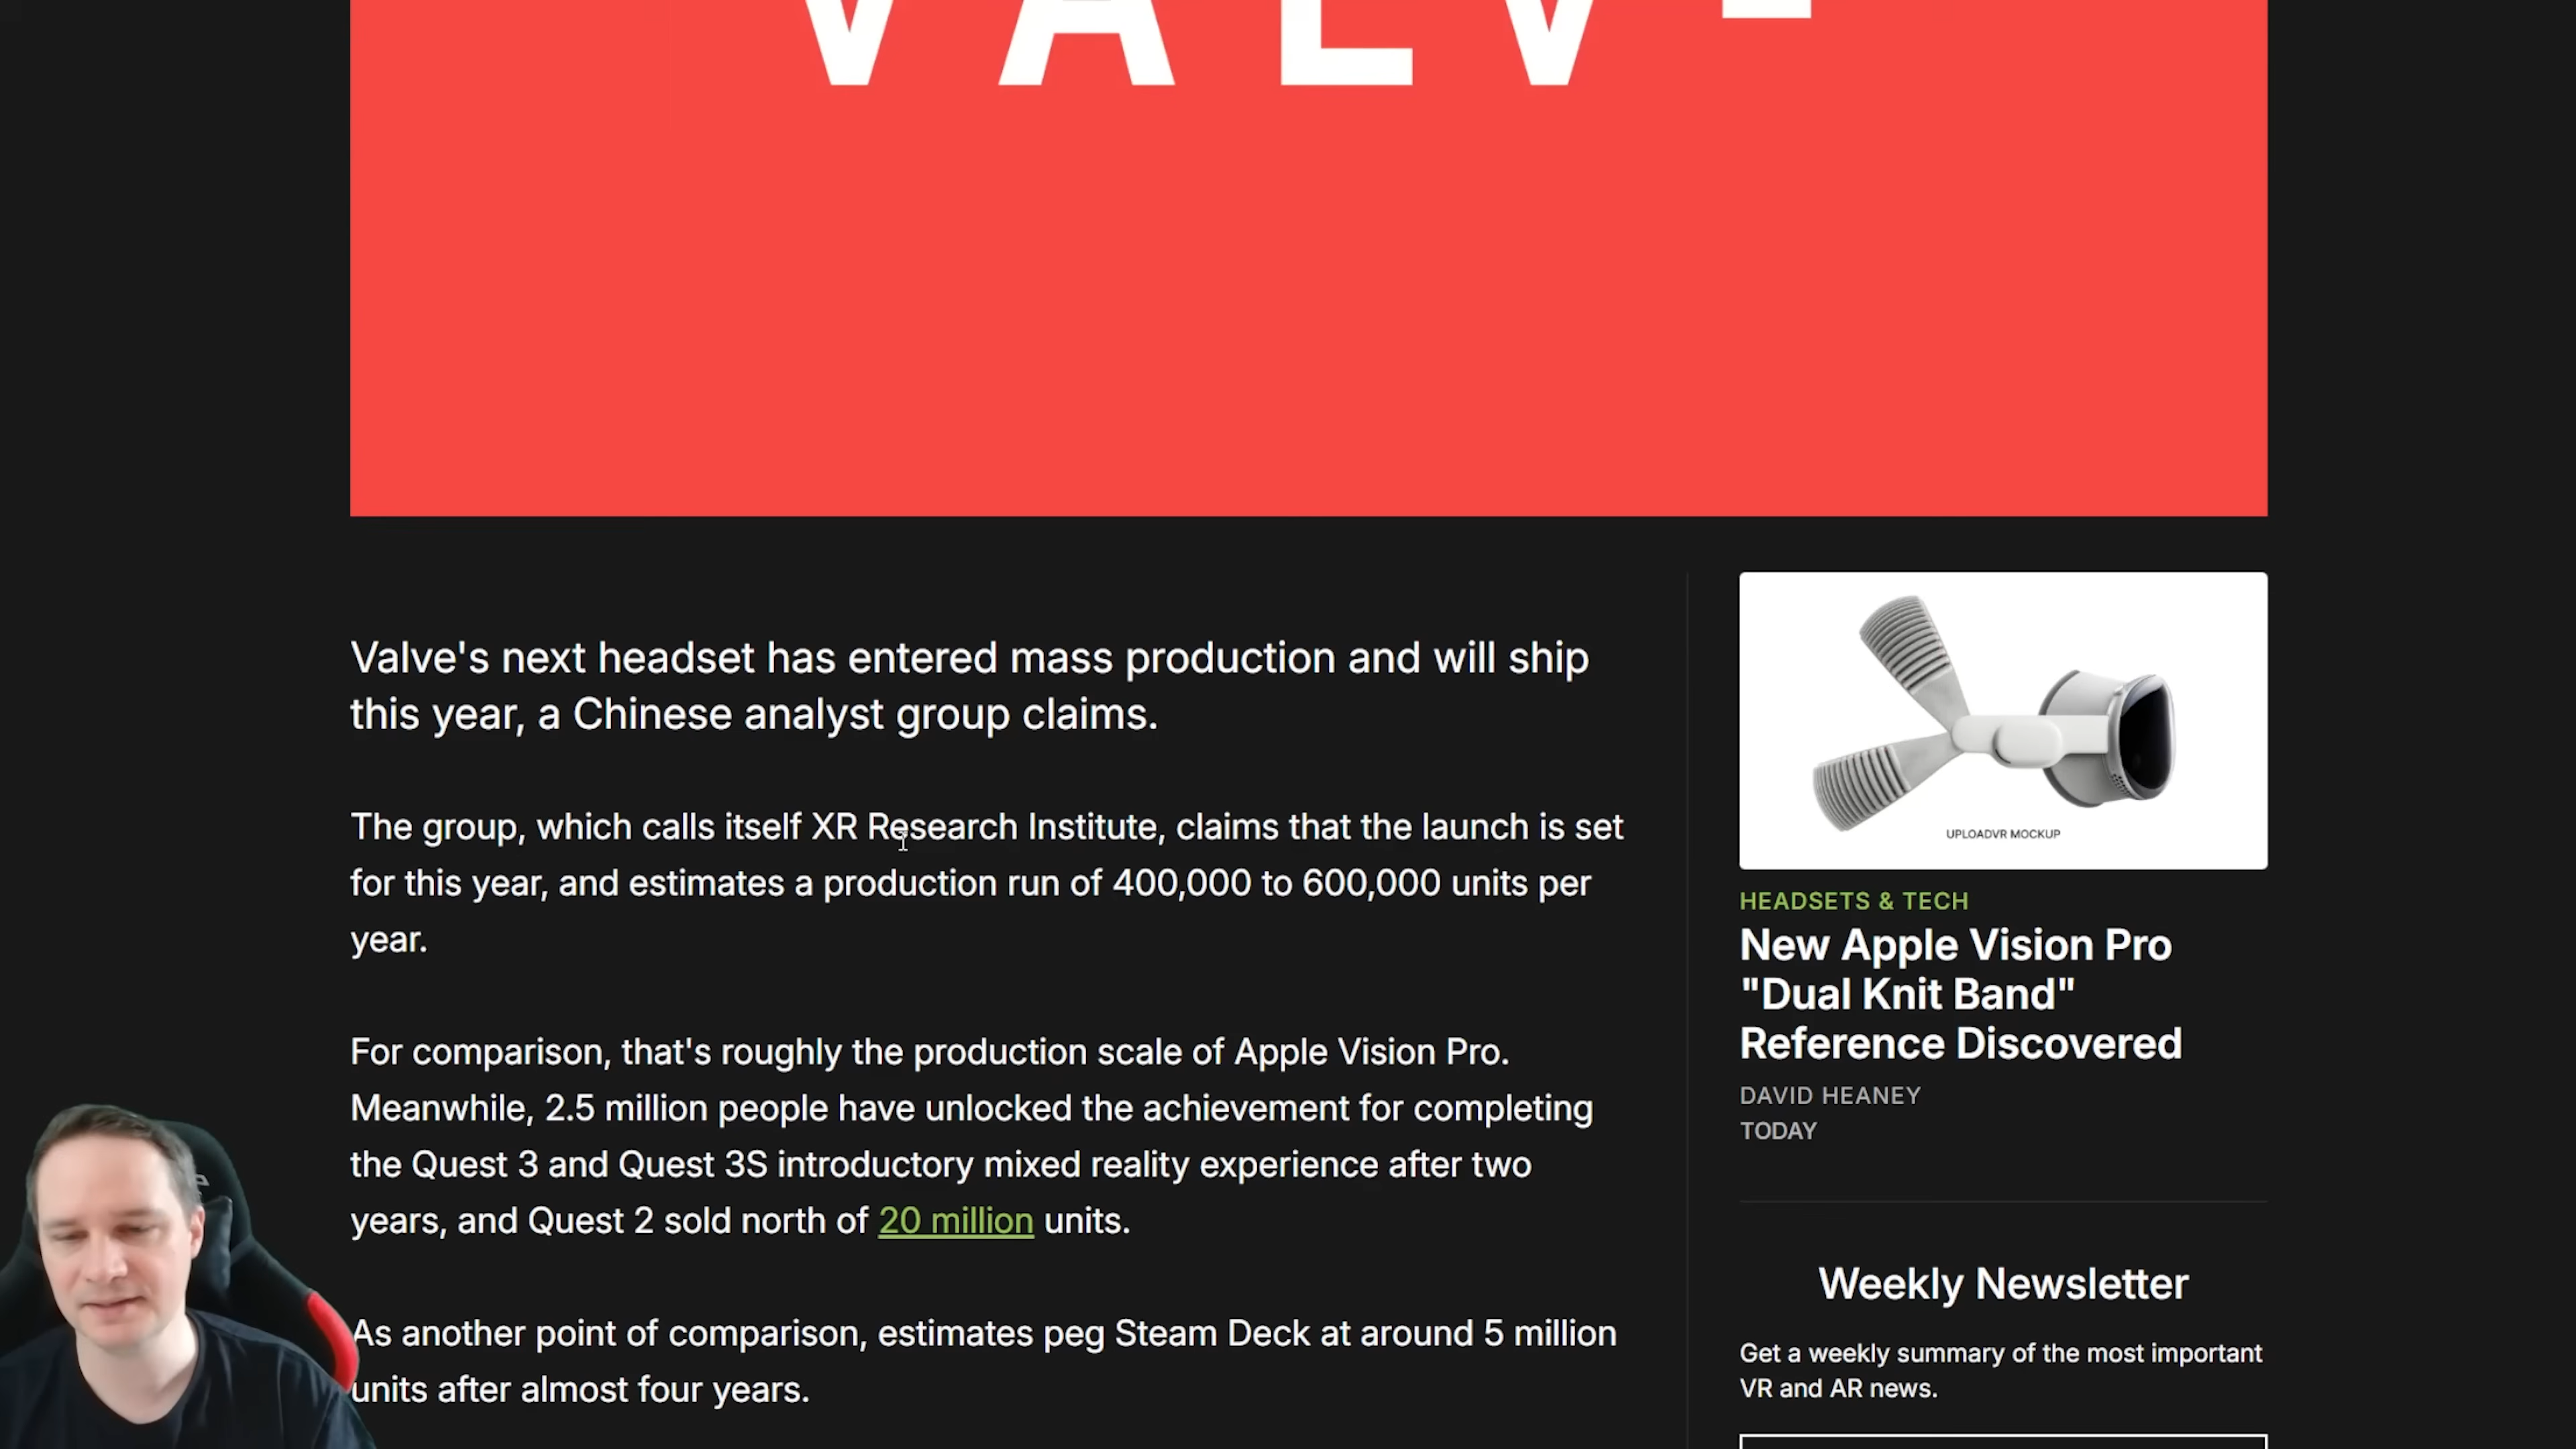 VALV
Valve's next headset has entered mass production and will ship
this year, a Chinese analyst group claims.
The group, which calls itself XR Research Institute, claims that the launch is set
for this year, and estimates a production run of 400,000 to 600,000 units per
year.
For comparison, that's roughly the production scale of Apple Vision Pro.
Meanwhile, 2.5 million people have unlocked the achievement for completing
the Quest 3 and Quest 3S introductory mixed reality experience after two
years, and Quest 2 sold north of 20 million units.
As another point of comparison, estimates peg Steam Deck at around 5 million
units after almost four years.
UPLOADVR MOCKUP
HEADSETS & TECH
New Apple Vision Pro
"Dual Knit Band"
Reference Discovered
DAVID HEANEY
TODAY
Weekly Newsletter
Get a weekly summary of the most important
VR and AR news.